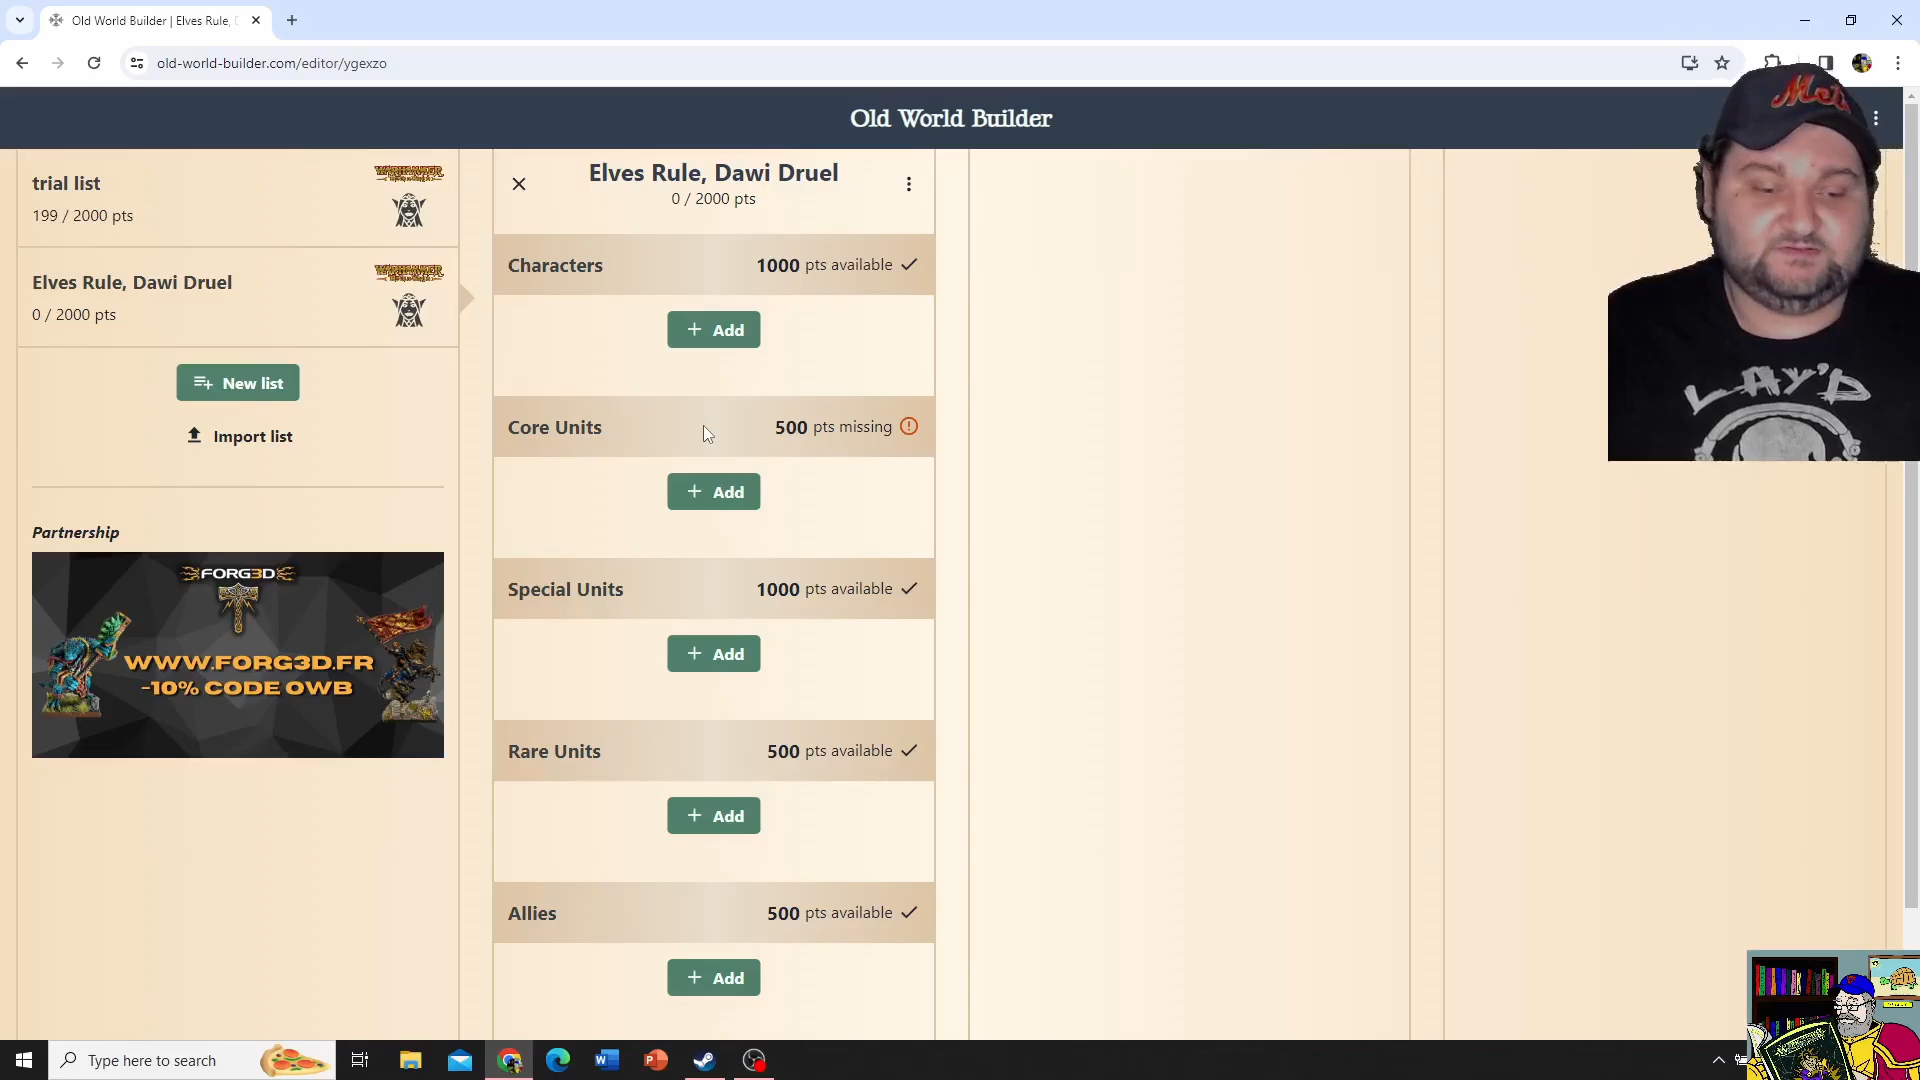 Old World Builder | Elves Rule, D
old-world-builder.com/editor/ygexzo
Old World Builder
trial list
199 / 2000 pts
Elves Rule, Dawi Druel
0 / 2000 pts
New list
Import list
Partnership
FORG3D
WWW.FORG3D.FR
-10% CODE OWB
Elves Rule, Dawi Druel
0 / 2000 pts
Characters
1000 pts available
Add
Core Units
500 pts missing
Add
Special Units
1000 pts available
Add
Rare Units
500 pts available
Add
Allies
500 pts available
Add
LAY'D
Type here to search